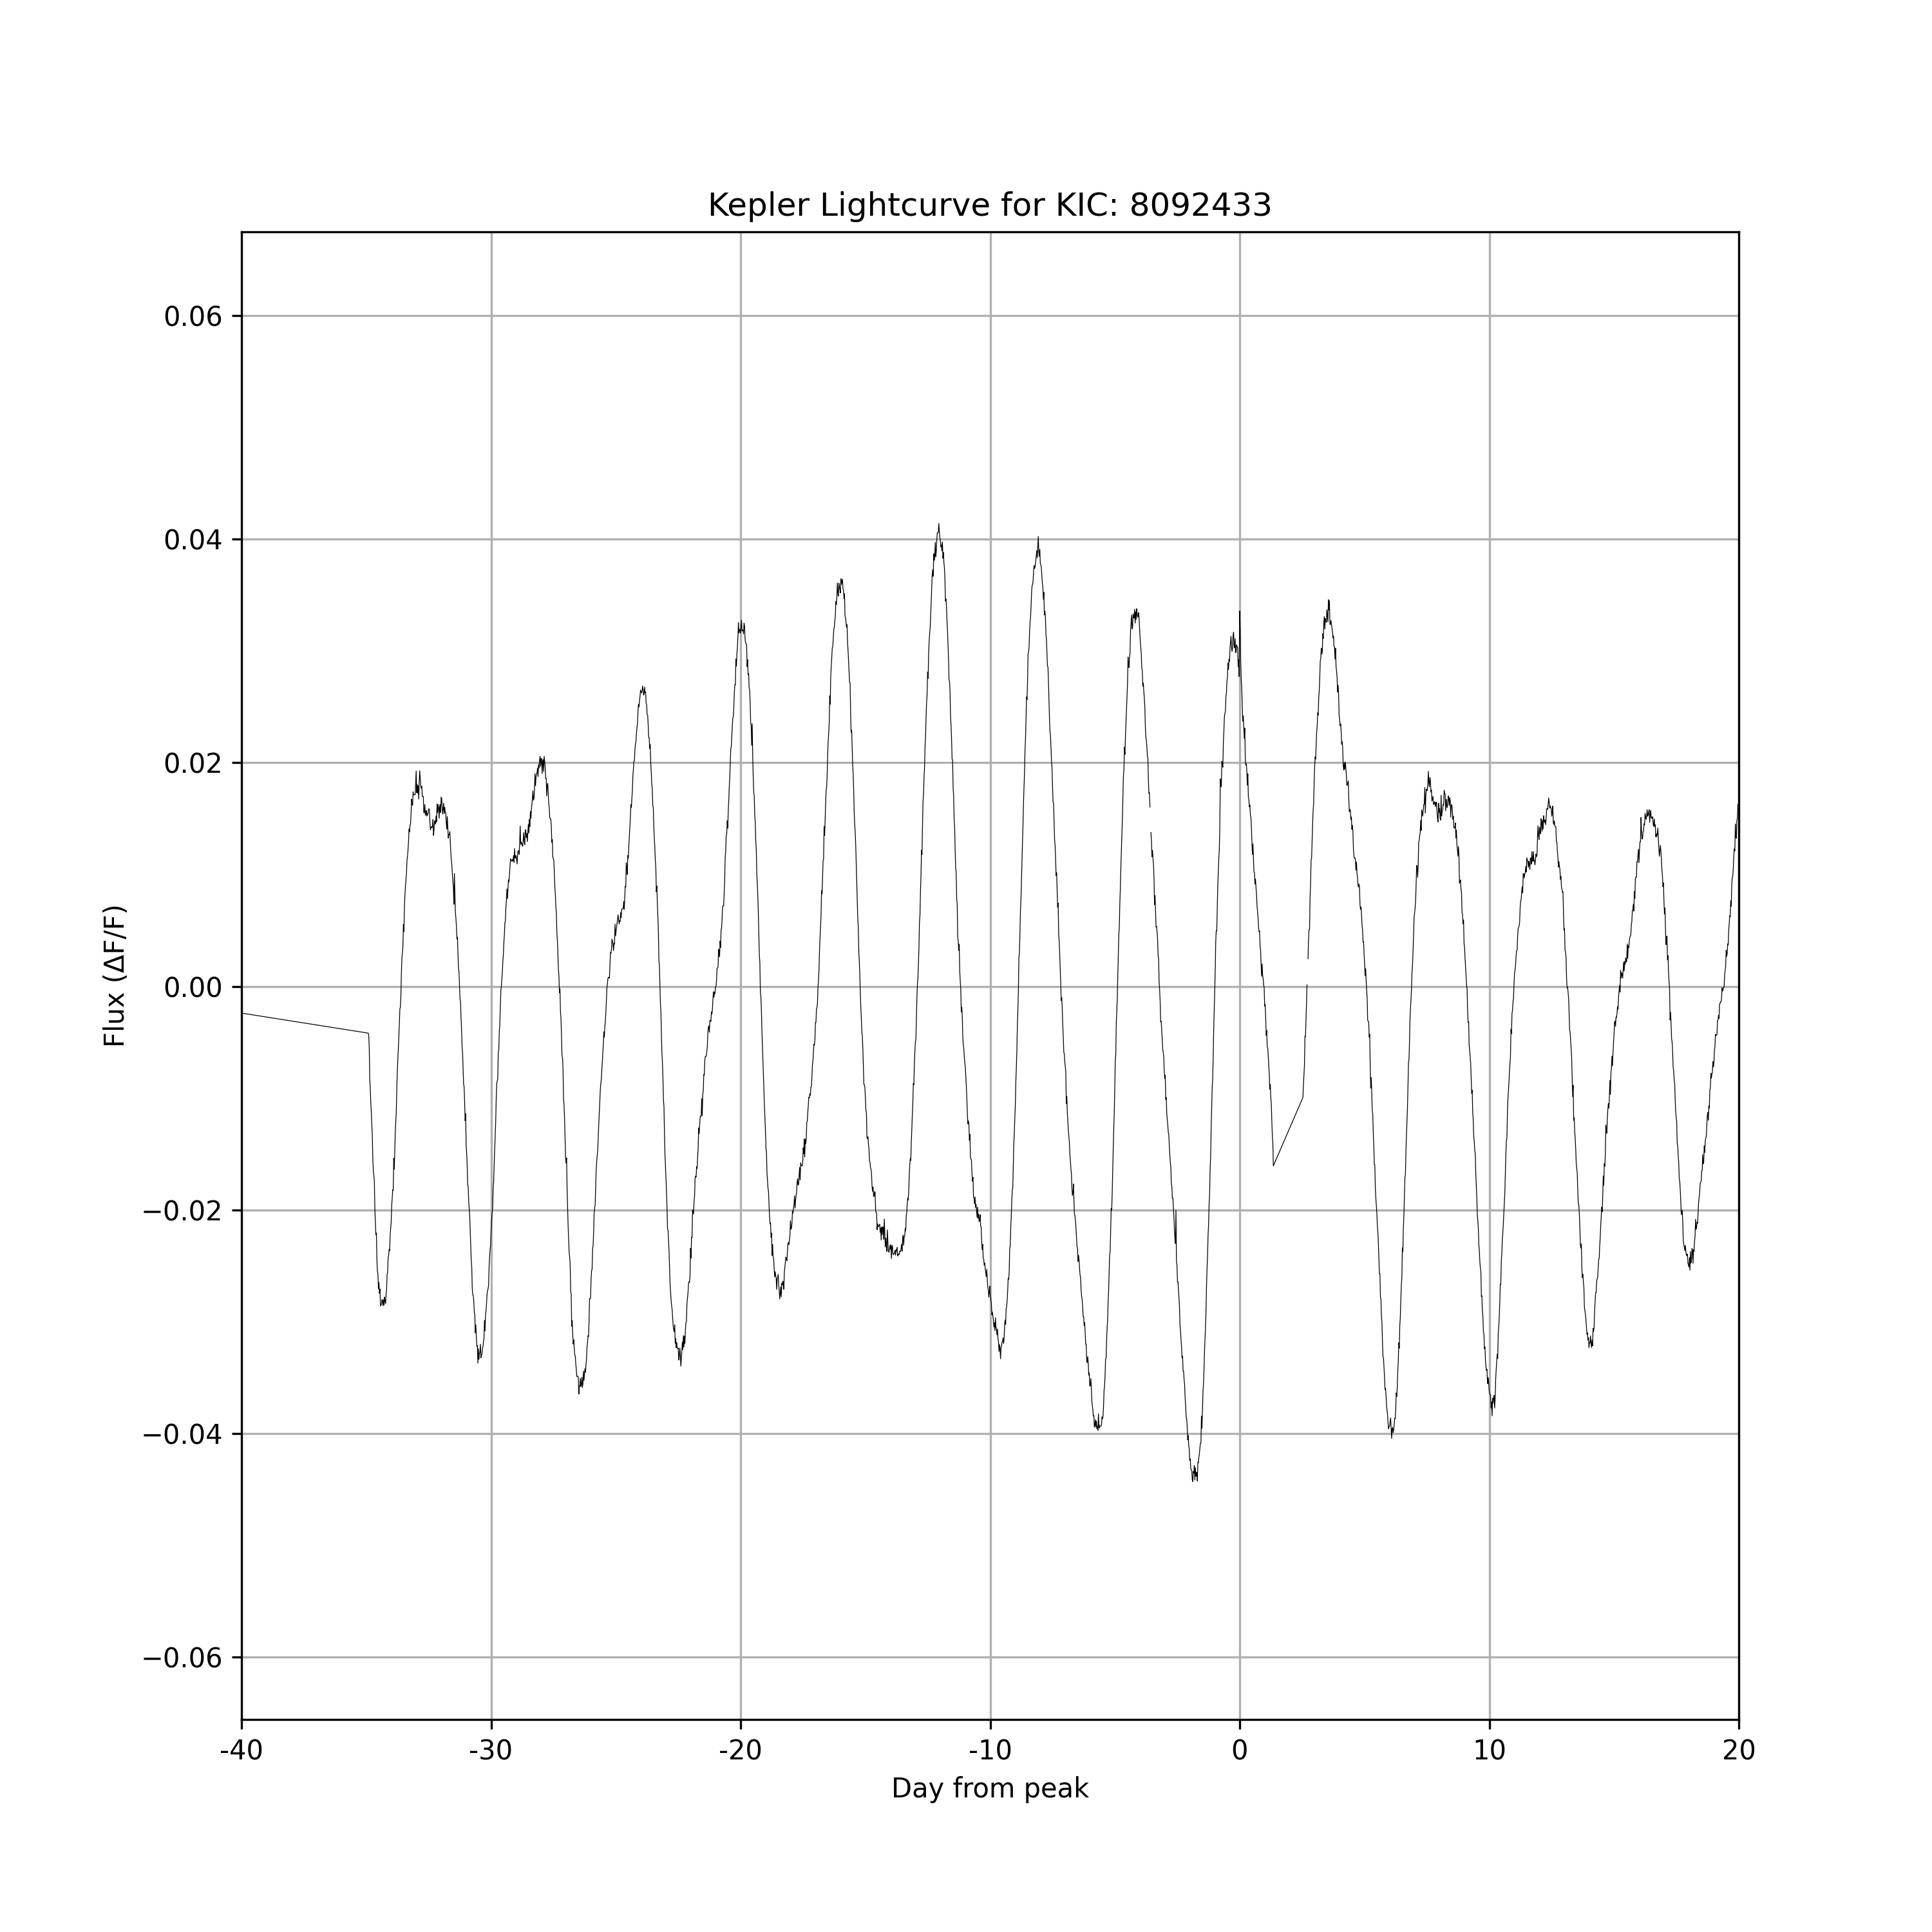 Kepler Lightcurve for KIC: 8092433
Flux (ΔF/F)
0.06
0.04
0.02
0.00
−0.02
−0.04
−0.06
-40 -30 -20 -10 0 10 20
Day from peak